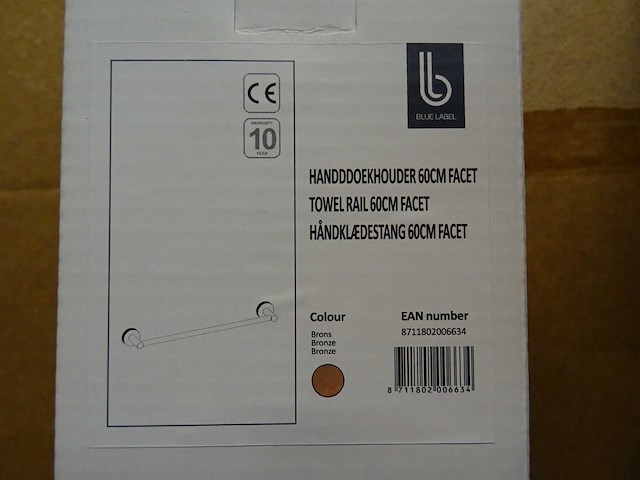 CE
WARRANTY
10
YEAR
BLUE LABEL
HANDDDOEKHOUDER 60CM FACET
TOWEL RAIL 60CM FACET
HÅNDKLÆDESTANG 60CM FACET
Colour
Brons
Bronze
Bronze
EAN number
8711802006634
8 711802 006634